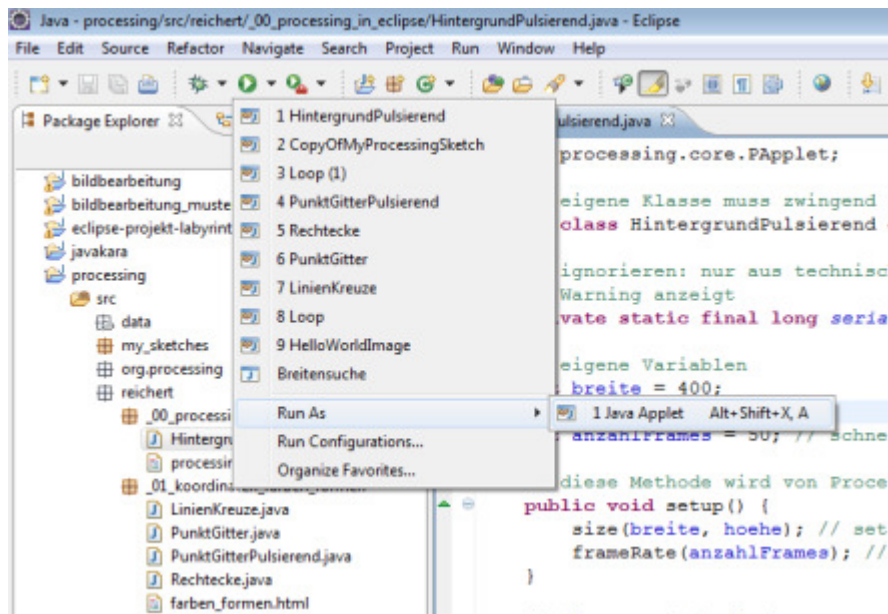 Java - processing/src/reichert/_00_processing_in_eclipse/HintergrundPulsierend.java - Eclipse
File Edit Source Refactor Navigate Search Project Run Window Help
Package Explorer
bildbearbeitung
bildbearbeitung_muste
eclipse-projekt-labyrint
javakara
processing
src
data
my_sketches
org.processing
reichert
_00_processi
Hintergru
processin
LinienKreuze.java
PunktGitter.java
PunktGitterPulsierend.java
Rechtecke.java
farben_formen.html
1 HintergrundPulsierend
2 CopyOfMyProcessingSketch
3 Loop (1)
4 PunktGitterPulsierend
5 Rechtecke
6 PunktGitter
7 LinienKreuze
8 Loop
9 HelloWorldImage
Breitensuche
Run As
Run Configurations...
Organize Favorites...
1 Java Applet Alt+Shift+X, A
ulsierend.java
processing.core.PApplet;
eigene Klasse muss zwingend
class HintergrundPulsierend
ignorieren: nur aus technisc
Warning anzeigt
vate static final long seria
eigene Variablen
breite = 400;
anzahlFrames = 50; // schne
diese Methode wird von Proce
public void setup() {
size(breite, hoehe); // set
frameRate(anzahlFrames); //
}